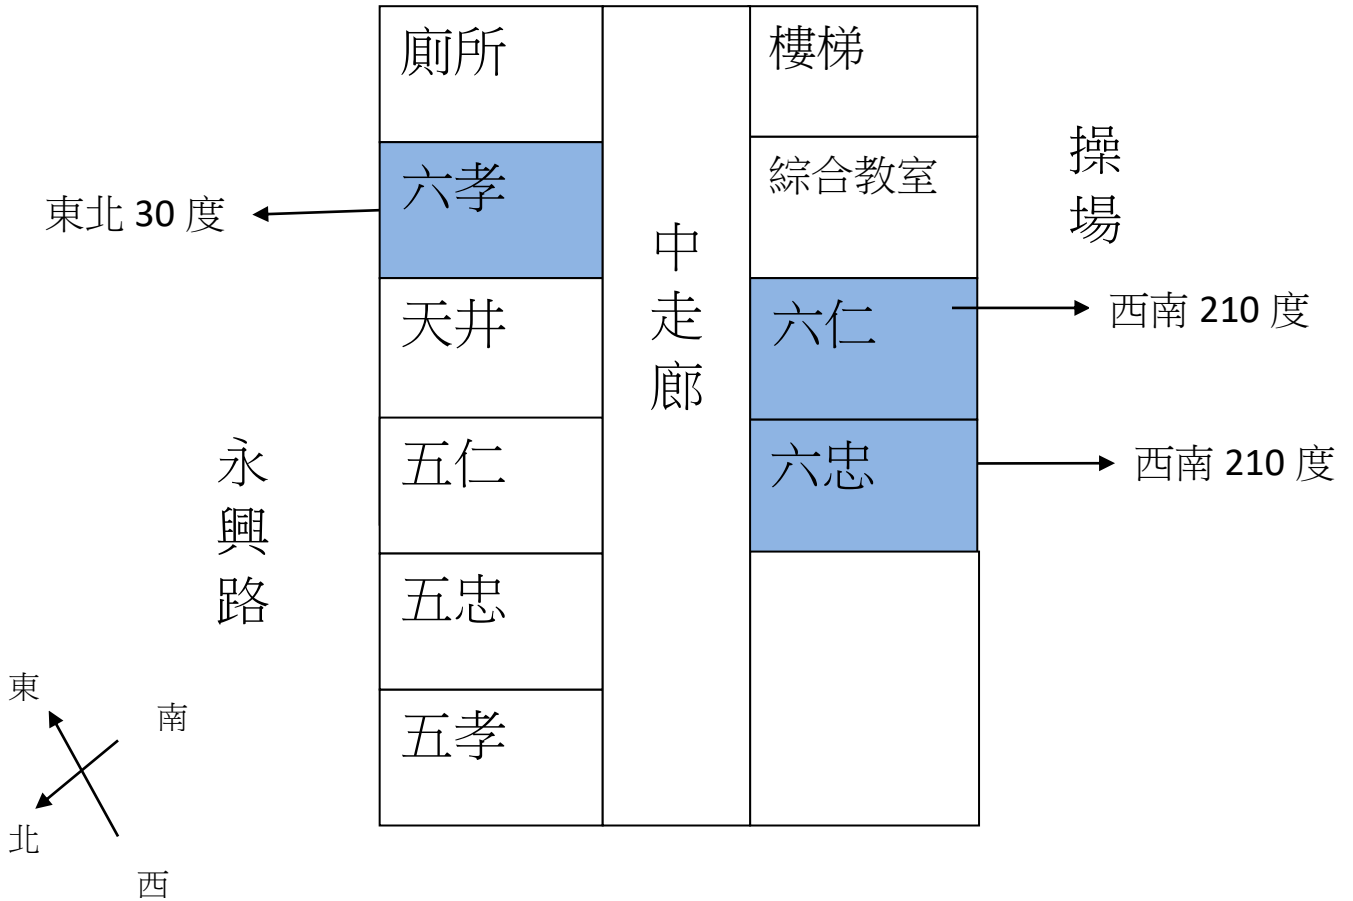 廁所
樓梯
六孝
綜合教室
操場
東北 30 度
中走廊
天井
六仁
西南 210 度
永興路
五仁
六忠
西南 210 度
五忠
五孝
東
南
北
西